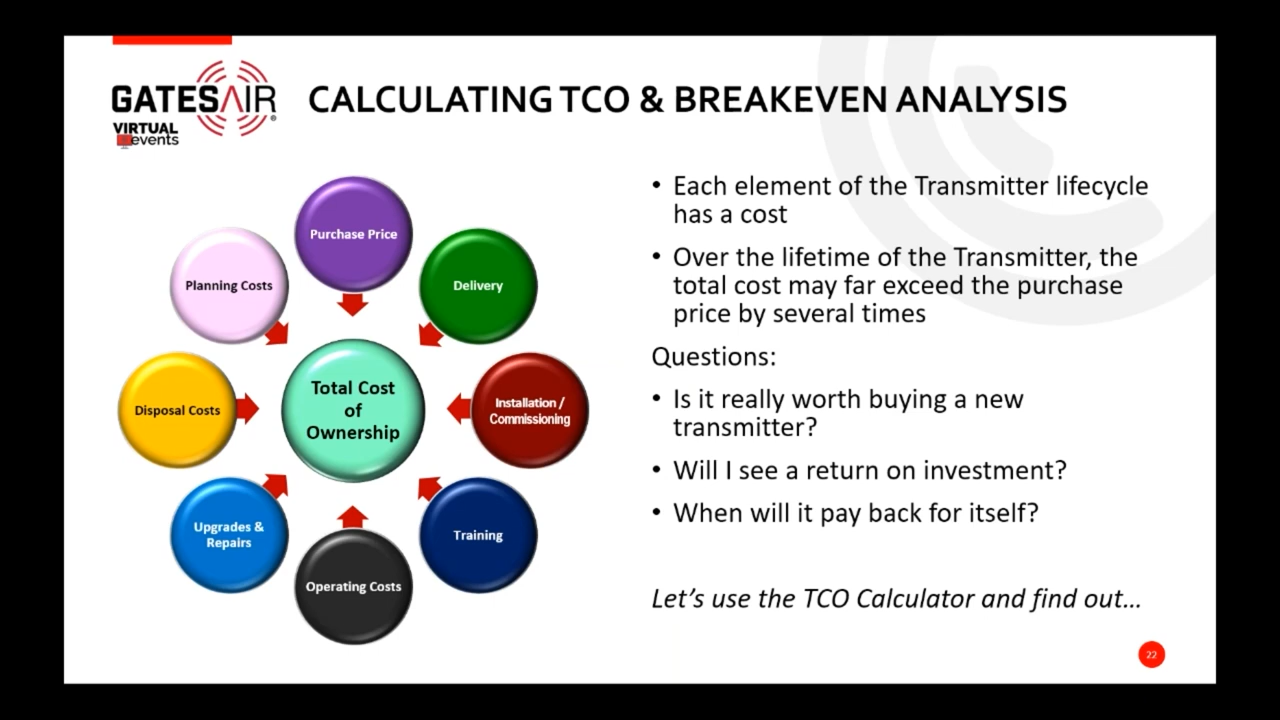 GATESAIR®
VIRTUAL
events
CALCULATING TCO & BREAKEVEN ANALYSIS
Purchase Price
Planning Costs
Delivery
Disposal Costs
Total Cost
of
Ownership
Installation /
Commissioning
Upgrades &
Repairs
Training
Operating Costs
• Each element of the Transmitter lifecycle
has a cost
• Over the lifetime of the Transmitter, the
total cost may far exceed the purchase
price by several times
Questions:
• Is it really worth buying a new
transmitter?
• Will I see a return on investment?
• When will it pay back for itself?
Let’s use the TCO Calculator and find out…
22